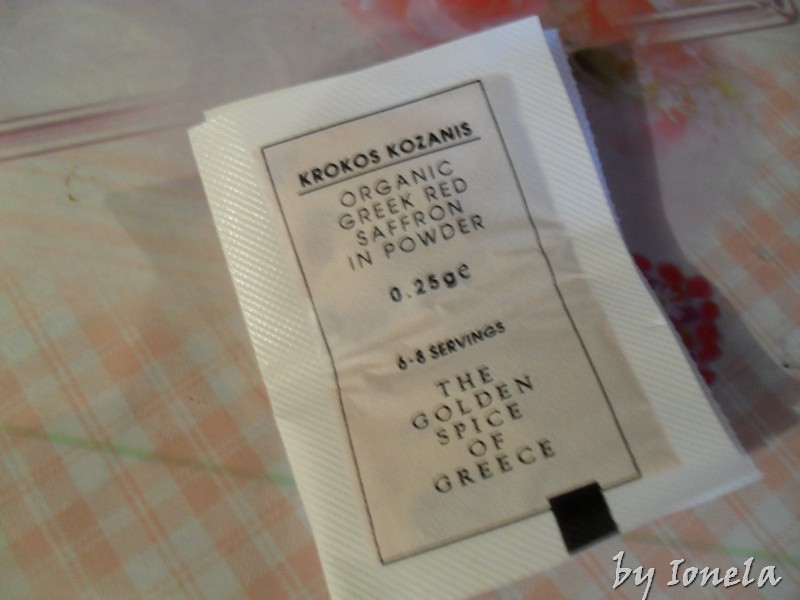 KROKOS KOZANIS
ORGANIC
GREEK RED
SAFFRON
IN POWDER
0.25g℮
6-8 SERVINGS
THE
GOLDEN
SPICE
OF
GREECE
by Ionela